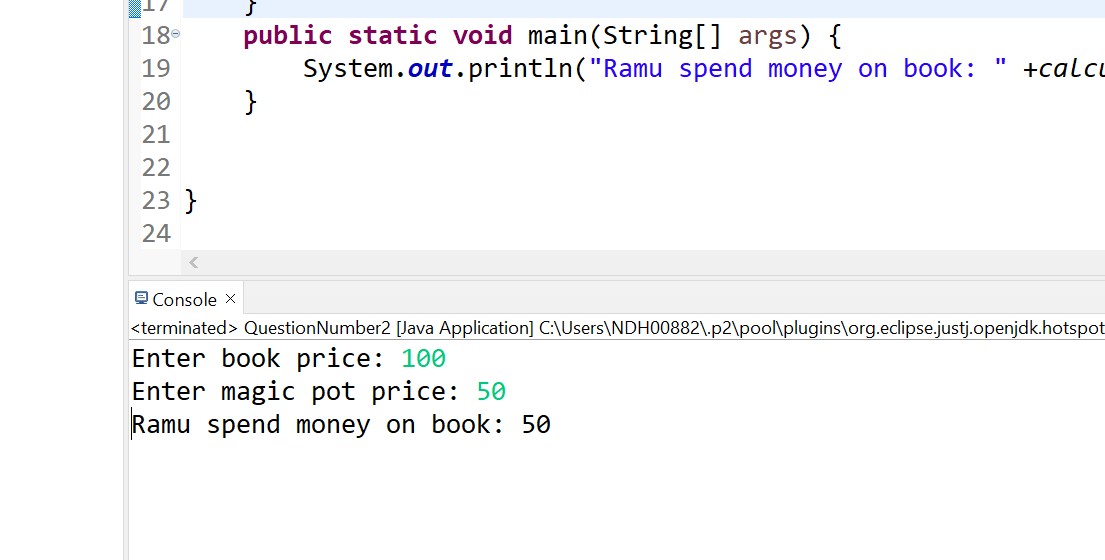 17 }
18 public static void main(String[] args) {
19 System.out.println("Ramu spend money on book: " +calcu
20 }
21
22
23 }
24
Console
<terminated> QuestionNumber2 [Java Application] C:\Users\NDH00882\.p2\pool\plugins\org.eclipse.justj.openjdk.hotspot
Enter book price: 100
Enter magic pot price: 50
Ramu spend money on book: 50